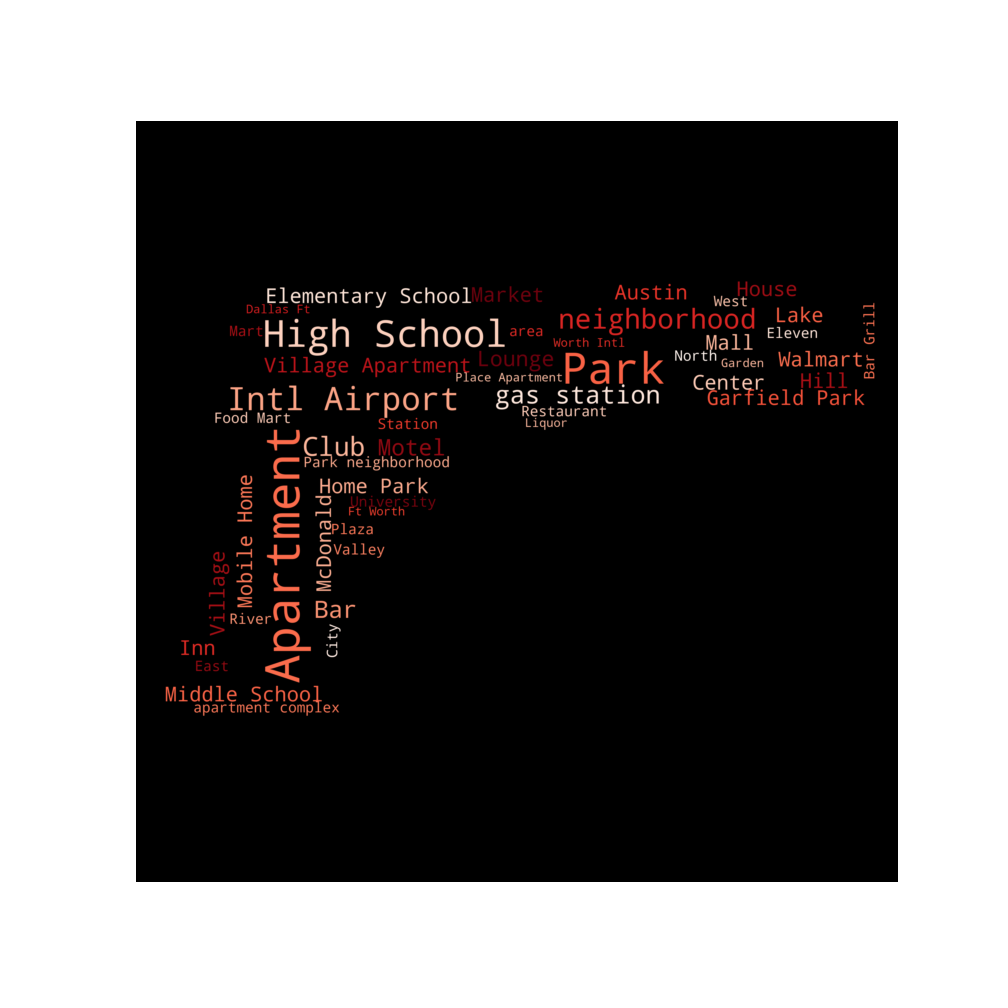 Elementary School
Market
Austin
House
West
Dallas Ft
Mart
High School
area
neighborhood
Lake
Eleven
Bar Grill
Worth Intl
Mall
Village Apartment
Lounge
Park
North
Garden
Walmart
Place Apartment
Center
Hill
Intl Airport
gas station
Garfield Park
Food Mart
Restaurant
Station
Liquor
Apartment
Club
Motel
Park neighborhood
Mobile Home
Home Park
McDonald
University
Ft Worth
Plaza
Valley
Village
River
Bar
City
Inn
East
Middle School
apartment complex